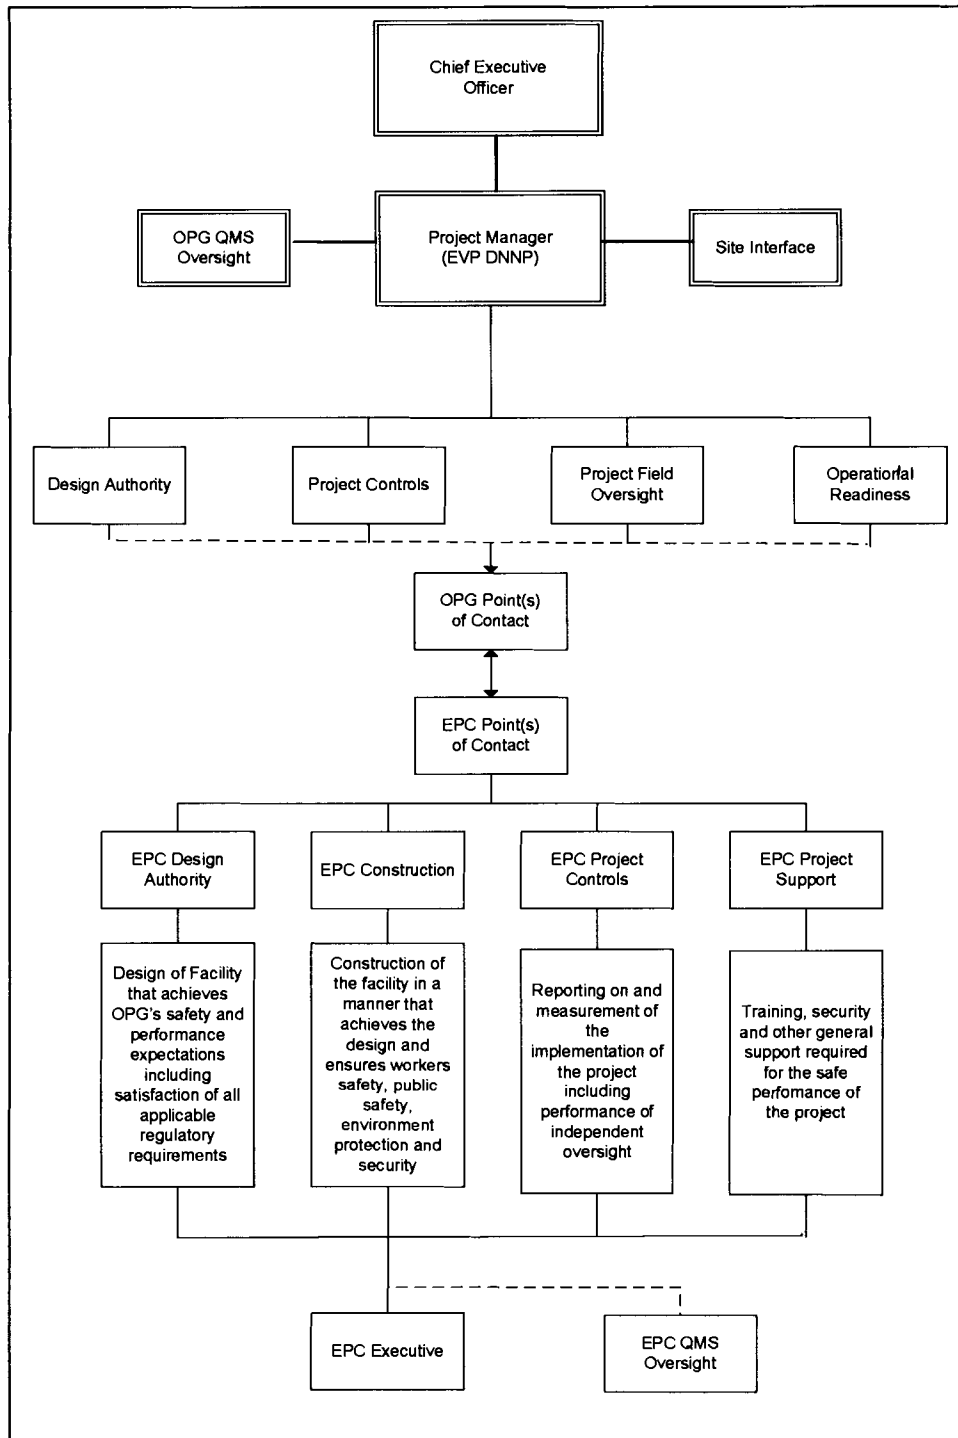 Chief Executive
Officer
OPG QMS
Oversight
Project Manager
(EVP DNNP)
Site Interface
Design Authority
Project Controls
Project Field
Oversight
Operational
Readiness
OPG Point(s)
of Contact
EPC Point(s)
of Contact
EPC Design
Authority
EPC Construction
EPC Project
Controls
EPC Project
Support
Design of Facility
that achieves
OPG's safety and
performance
expectations
including
satisfaction of all
applicable
regulatory
requirements
Construction of
the facility in a
manner that
achieves the
design and
ensures workers
safety, public
safety,
environment
protection and
security
Reporting on and
measurement of
the
implementation of
the project
including
performance of
independent
oversight
Training, security
and other general
support required
for the safe
perfomance of
the project
EPC Executive
EPC QMS
Oversight